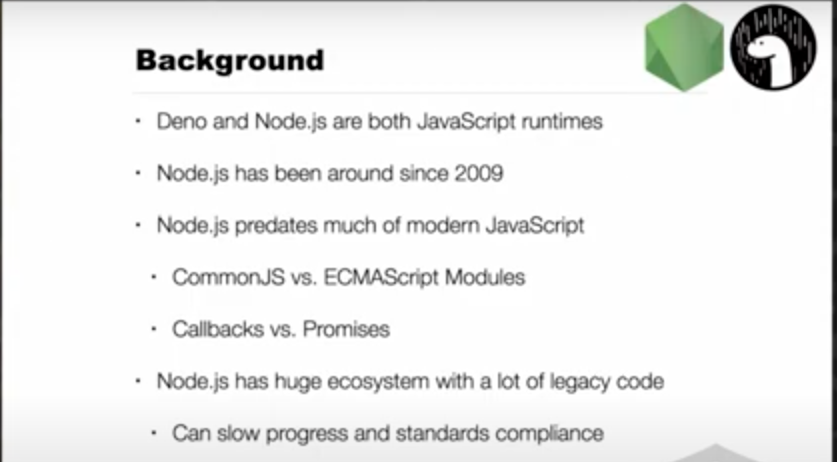 Background
· Deno and Node.js are both JavaScript runtimes
· Node.js has been around since 2009
· Node.js predates much of modern JavaScript
· CommonJS vs. ECMAScript Modules
· Callbacks vs. Promises
· Node.js has huge ecosystem with a lot of legacy code
· Can slow progress and standards compliance